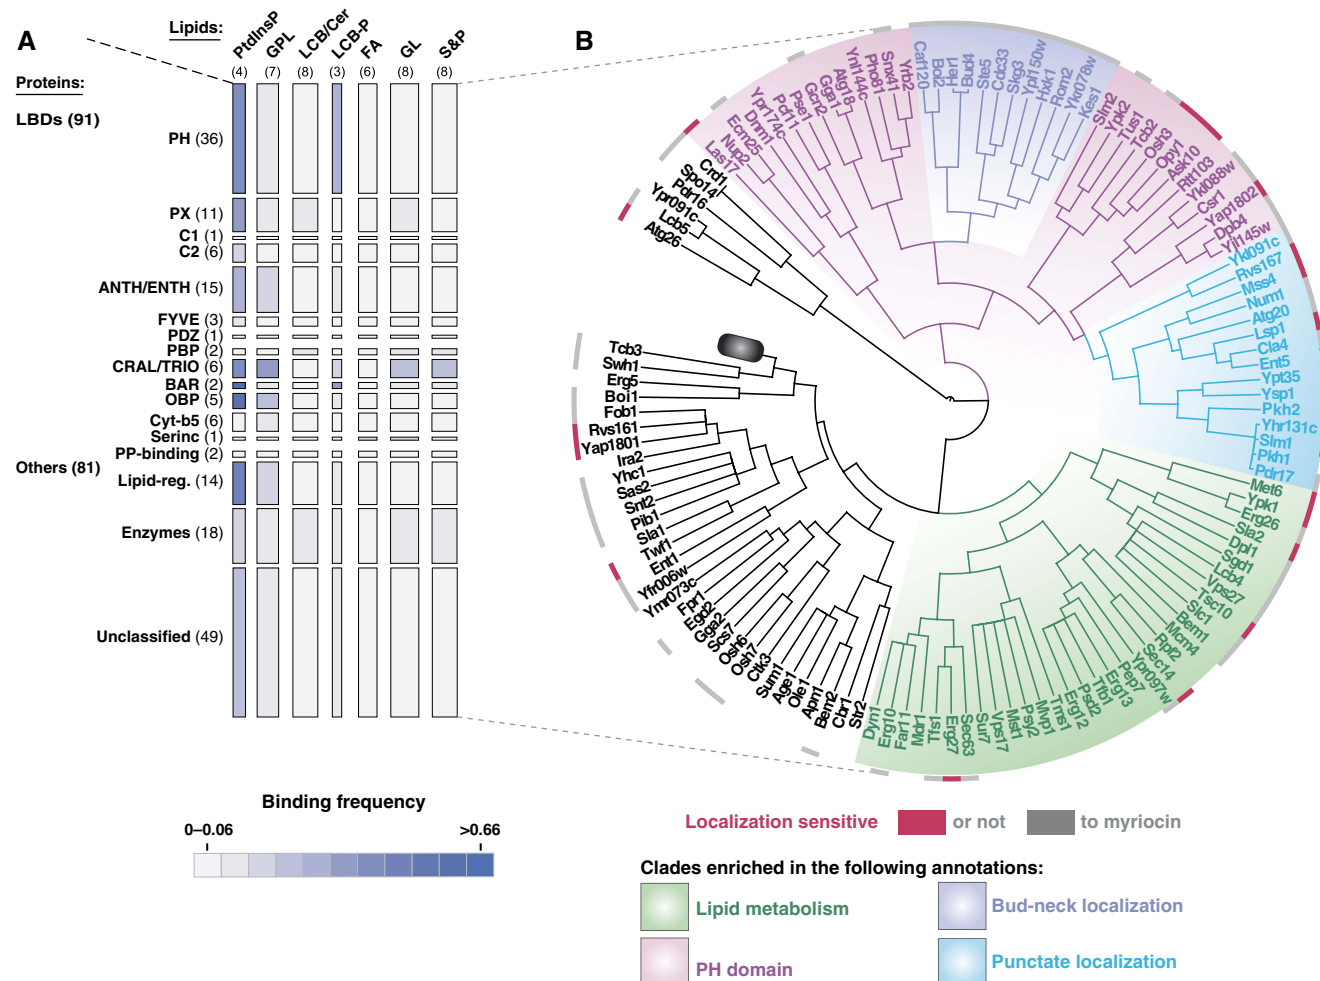 A
Lipids:
PtdInsP
GPL
LCB/Cer
LCB-P
FA
GL
S&P
(4)
(7)
(8)
(3)
(6)
(8)
(8)
Proteins:
LBDs (91)
PH (36)
PX (11)
C1 (1)
C2 (6)
ANTH/ENTH (15)
FYVE (3)
PDZ (1)
PBP (2)
CRAL/TRIO (6)
BAR (2)
OBP (5)
Cyt-b5 (6)
Serinc (1)
PP-binding (2)
Others (81)
Lipid-reg. (14)
Enzymes (18)
Unclassified (49)
Binding frequency
0–0.06
>0.66
B
Atg26
Lcb5
Ypr091c
Pdr16
Spo14
Crd1
Las17
Nup2
Ecm25
Dnm1
Ypr174c
Pcf11
Pse1
Gcn2
Gga1
Atg18
Ynl144c
Pho81
Snx41
Yrb2
Caf120
Boi2
Her1
Bud4
Ste5
Cdc33
Skg3
Ypl150w
Hxk1
Rom2
Ykr078w
Kes1
Slm2
Ypk2
Tus1
Tcb2
Osh3
Opy1
Ask10
Rtt103
Ykl088w
Csr1
Yap1802
Dpb4
Yjl145w
Ykl091c
Rvs167
Mss4
Num1
Atg20
Lsp1
Cla4
Ent5
Ypt35
Ysp1
Pkh2
Yhr131c
Slm1
Pkh1
Pdr17
Met6
Ypk1
Erg26
Sla2
Dpl1
Sgd1
Lcb4
Vps27
Tsc10
Slc1
Bem1
Mcm4
Rpf2
Sec14
Ypr097w
Pep7
Erg13
Tfb1
Psd2
Erg12
Tms1
Mvp1
Psy2
Mst1
Vps17
Sur7
Sec63
Erg27
Tfs1
Mdr1
Far11
Erg10
Dyn1
Str2
Cbr1
Bem2
Apn1
Ole1
Age1
Sum1
Ctk3
Osh7
Osh6
Scs7
Gga2
Egd2
Fpr1
Ymr073c
Yfr006w
Ent1
Twf1
Sla1
Pib1
Snt2
Sas2
Yhc1
Ira2
Yap1801
Rvs161
Fob1
Boi1
Erg5
Swh1
Tcb3
Localization sensitive
or not
to myriocin
Clades enriched in the following annotations:
Lipid metabolism
Bud-neck localization
PH domain
Punctate localization